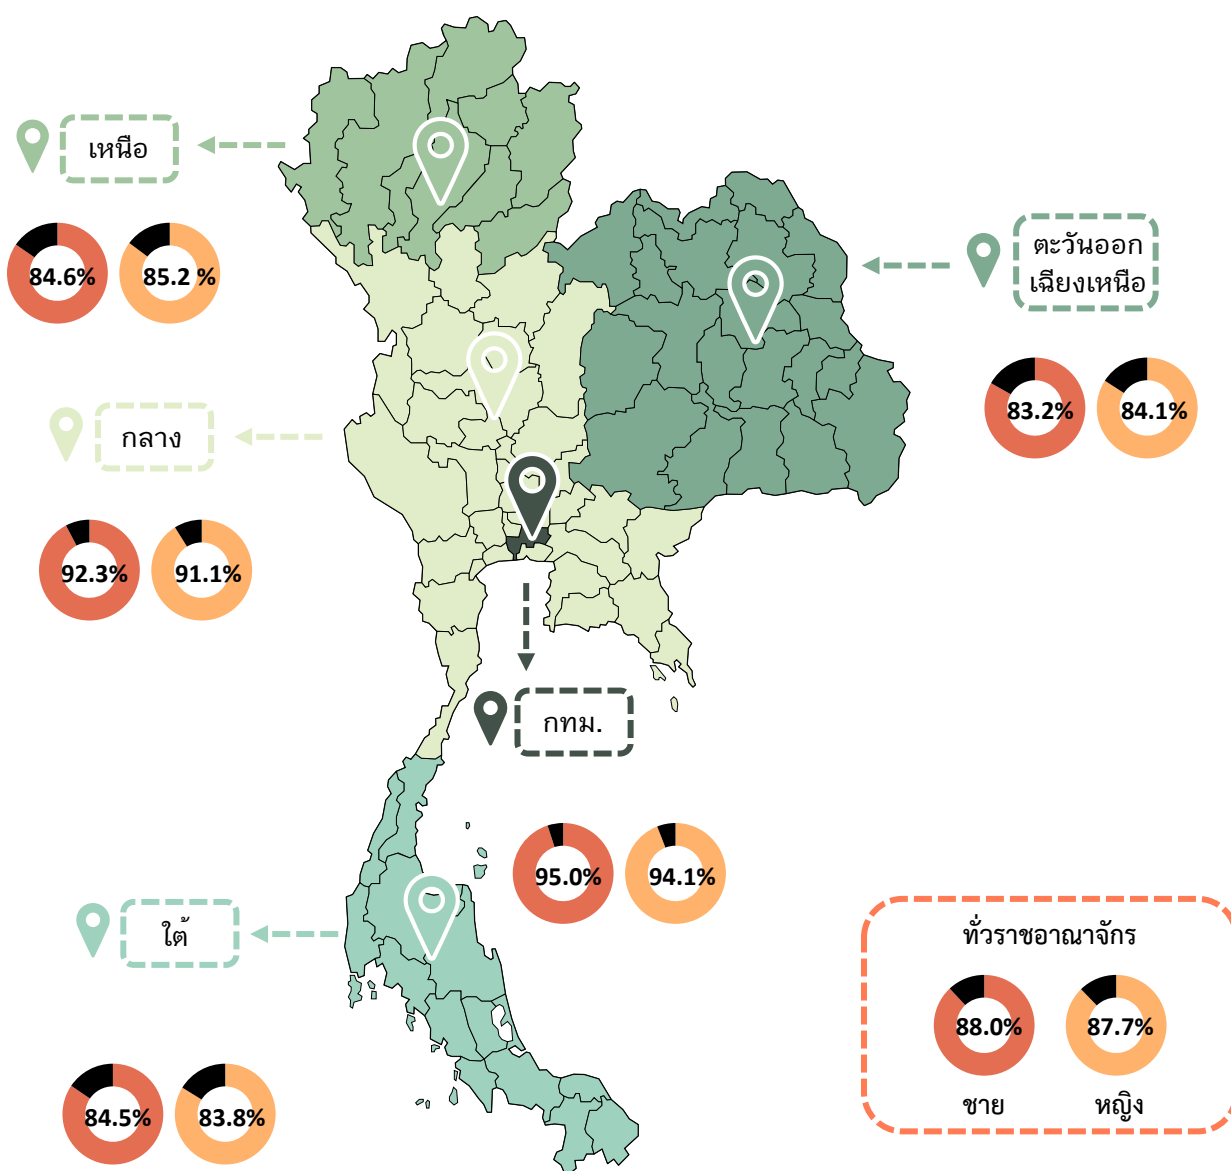 เหนือ
84.6%
85.2 %
ตะวันออก
เฉียงเหนือ
83.2%
84.1%
กลาง
92.3%
91.1%
กทม.
95.0%
94.1%
ใต้
84.5%
83.8%
ทั่วราชอาณาจักร
88.0%
87.7%
ชาย
หญิง